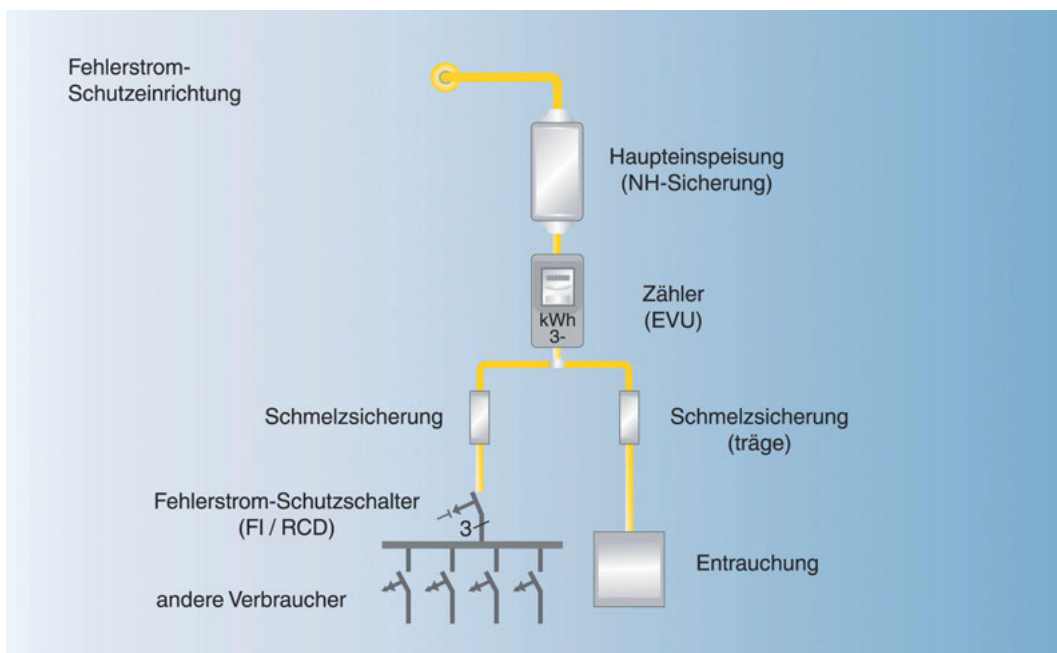 Fehlerstrom-
Schutzeinrichtung
Haupteinspeisung
(NH-Sicherung)
Zähler
(EVU)
kWh
3-
Schmelzsicherung
Schmelzsicherung
(träge)
Fehlerstrom-Schutzschalter
(FI / RCD)
3
Entrauchung
andere Verbraucher